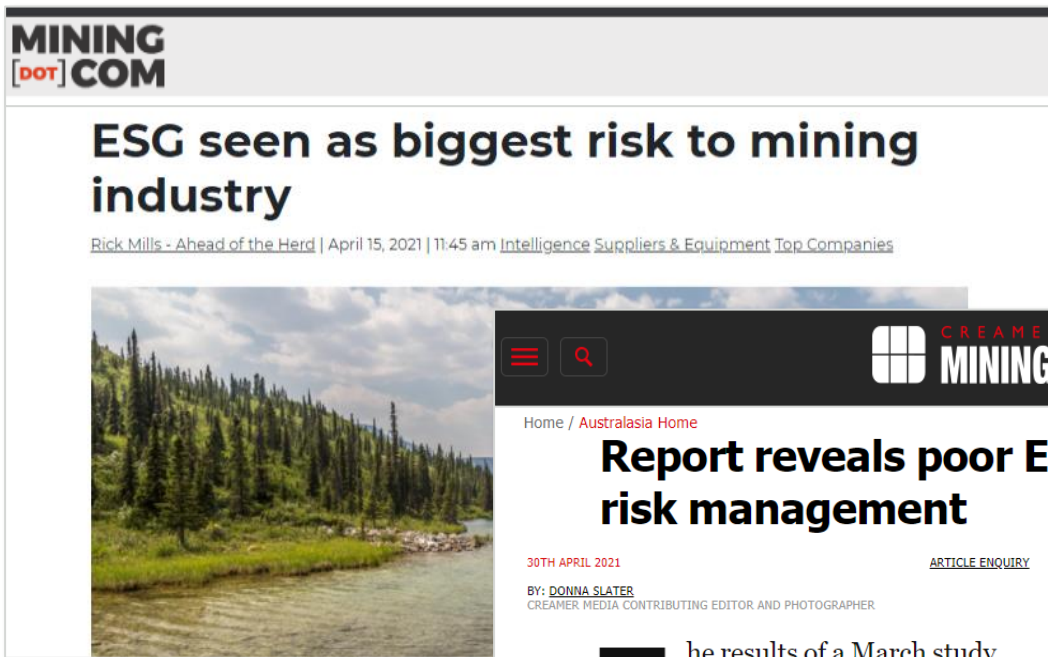 MINING
[DOT] COM
ESG seen as biggest risk to mining
industry
Rick Mills - Ahead of the Herd | April 15, 2021 | 11:45 am Intelligence Suppliers & Equipment Top Companies
CREAME
MINING
Home / Australasia Home
Report reveals poor E
risk management
30TH APRIL 2021
ARTICLE ENQUIRY
BY: DONNA SLATER
CREAMER MEDIA CONTRIBUTING EDITOR AND PHOTOGRAPHER
he results of a March study